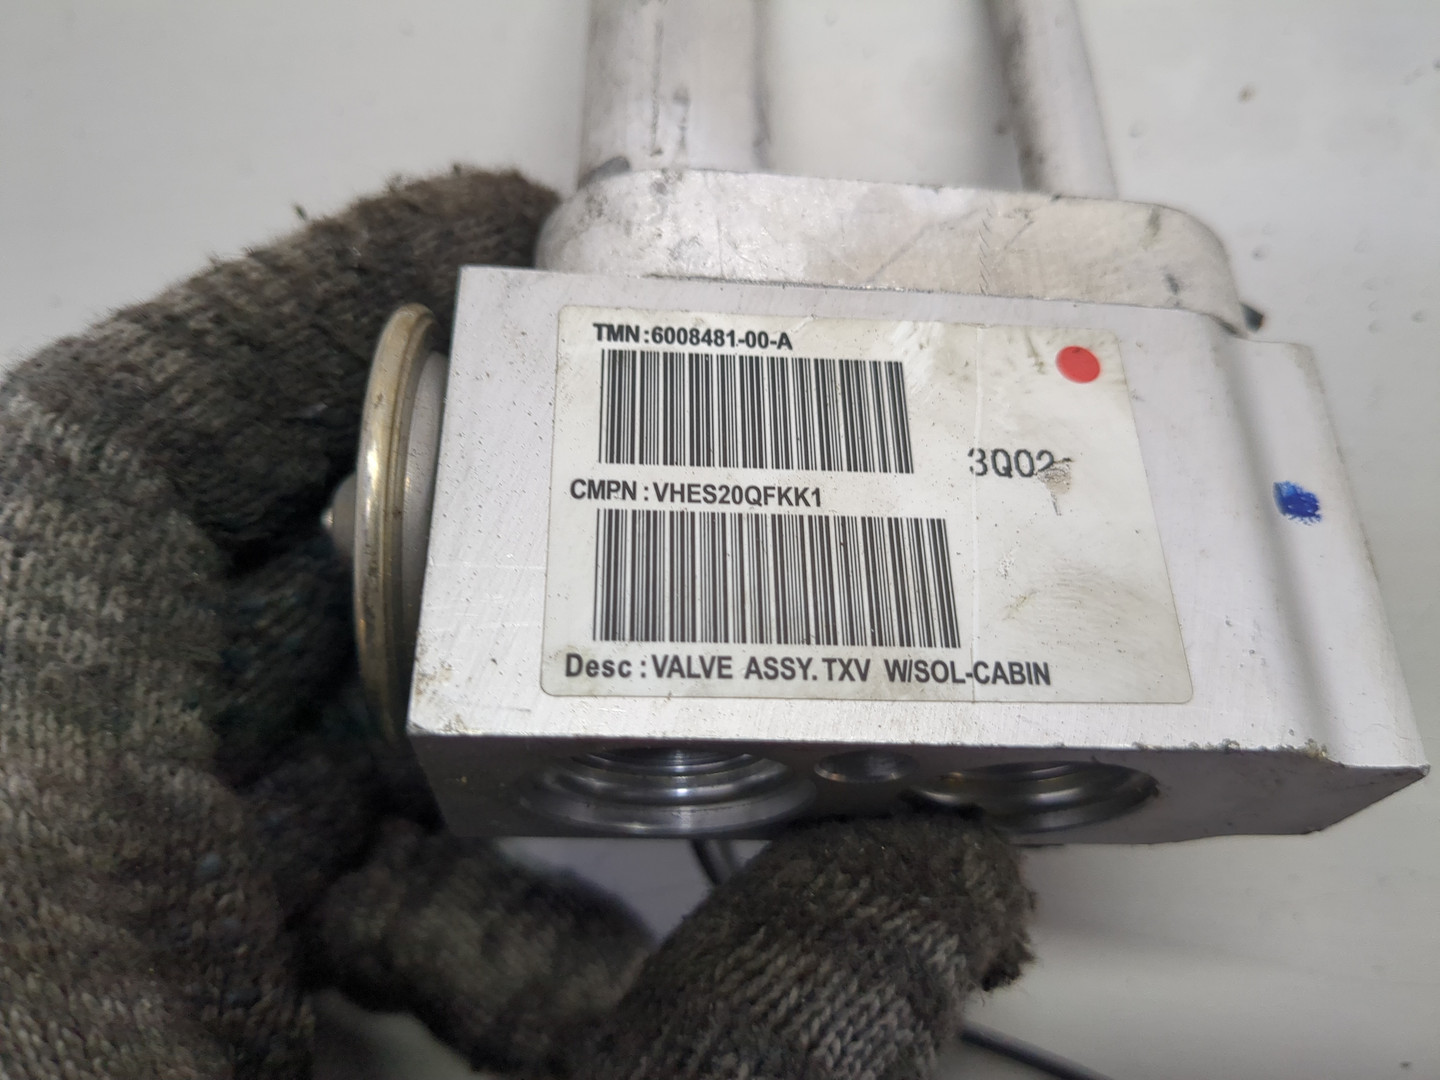 TMN:6008481-00-A
CMPN:VHES20QFKK1
Desc:VALVE ASSY.TXV W/SOL-CABIN